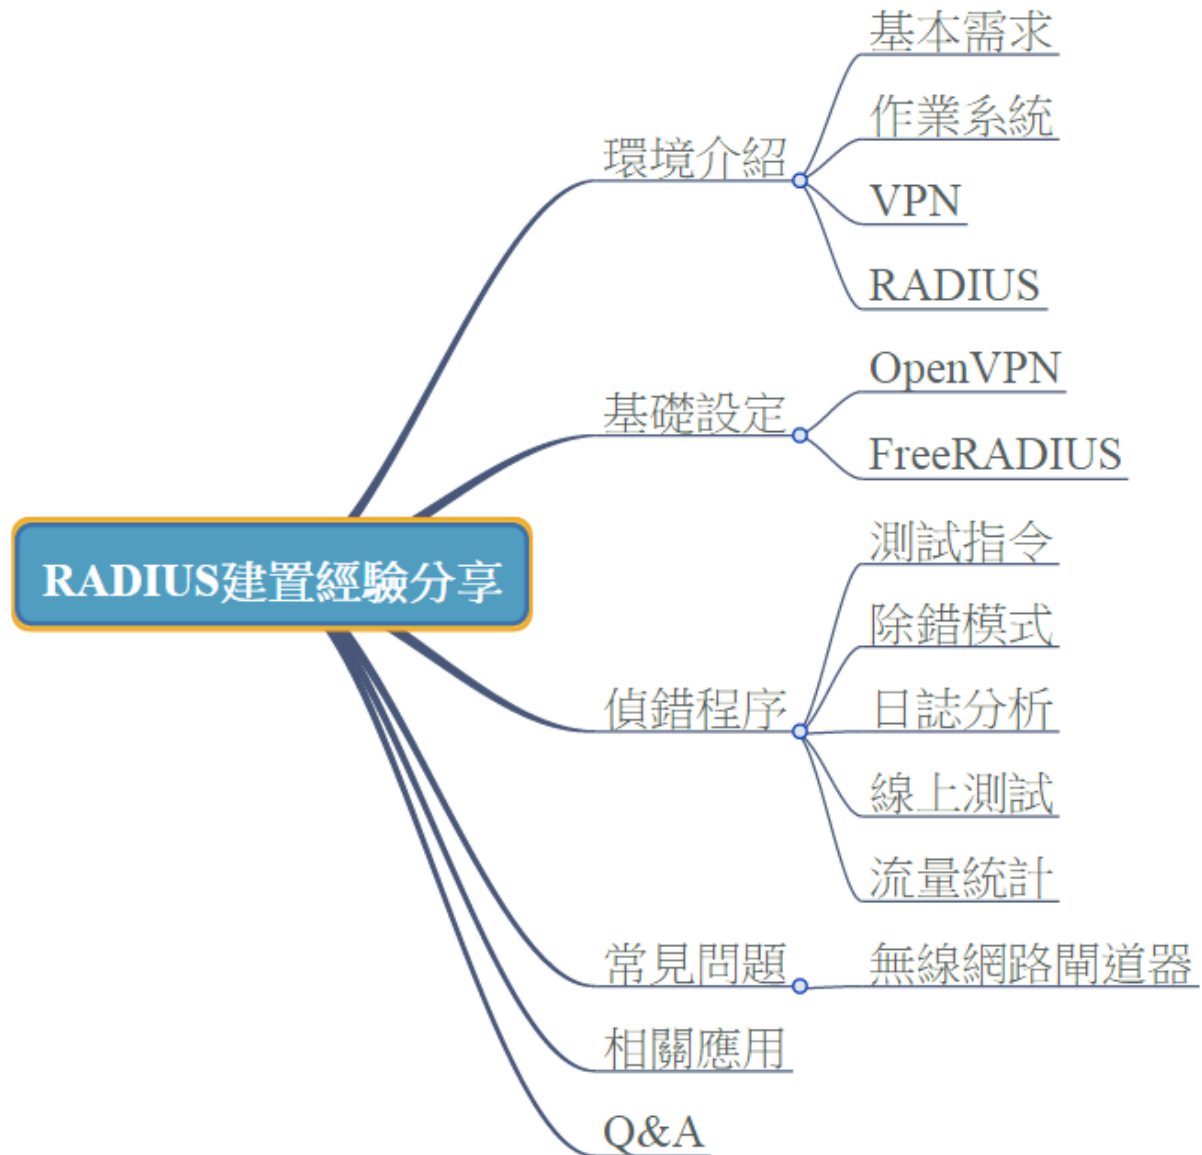 RADIUS建置經驗分享
環境介紹
基本需求
作業系統
VPN
RADIUS
基礎設定
OpenVPN
FreeRADIUS
偵錯程序
測試指令
除錯模式
日誌分析
線上測試
流量統計
常見問題
無線網路閘道器
相關應用
Q&A